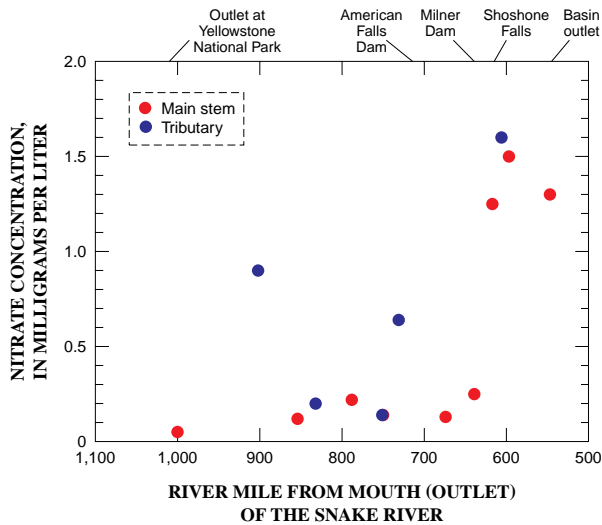 Outlet at
Yellowstone
National Park
American
Falls
Dam
Milner
Dam
Shoshone
Falls
Basin
outlet
2.0
1.5
1.0
0.5
0
Main stem
Tributary
NITRATE CONCENTRATION,
IN MILLIGRAMS PER LITER
1,100 1,000 900 800 700 600 500
RIVER MILE FROM MOUTH (OUTLET)
OF THE SNAKE RIVER